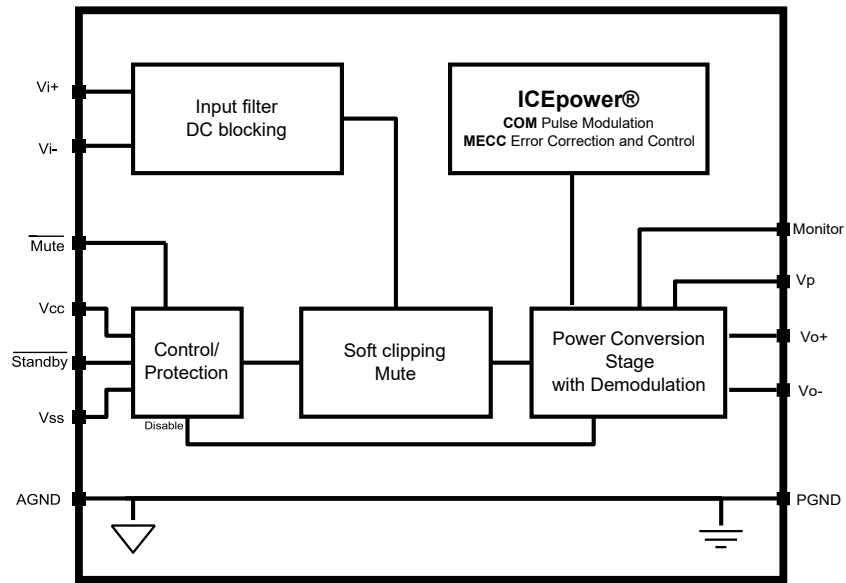 Vi+
Vi-
Mute
Vcc
Standby
Vss
AGND
Input filter
DC blocking
ICEpower®
COM Pulse Modulation
MECC Error Correction and Control
Control/
Protection
Disable
Soft clipping
Mute
Power Conversion
Stage
with Demodulation
Monitor
Vp
Vo+
Vo-
PGND